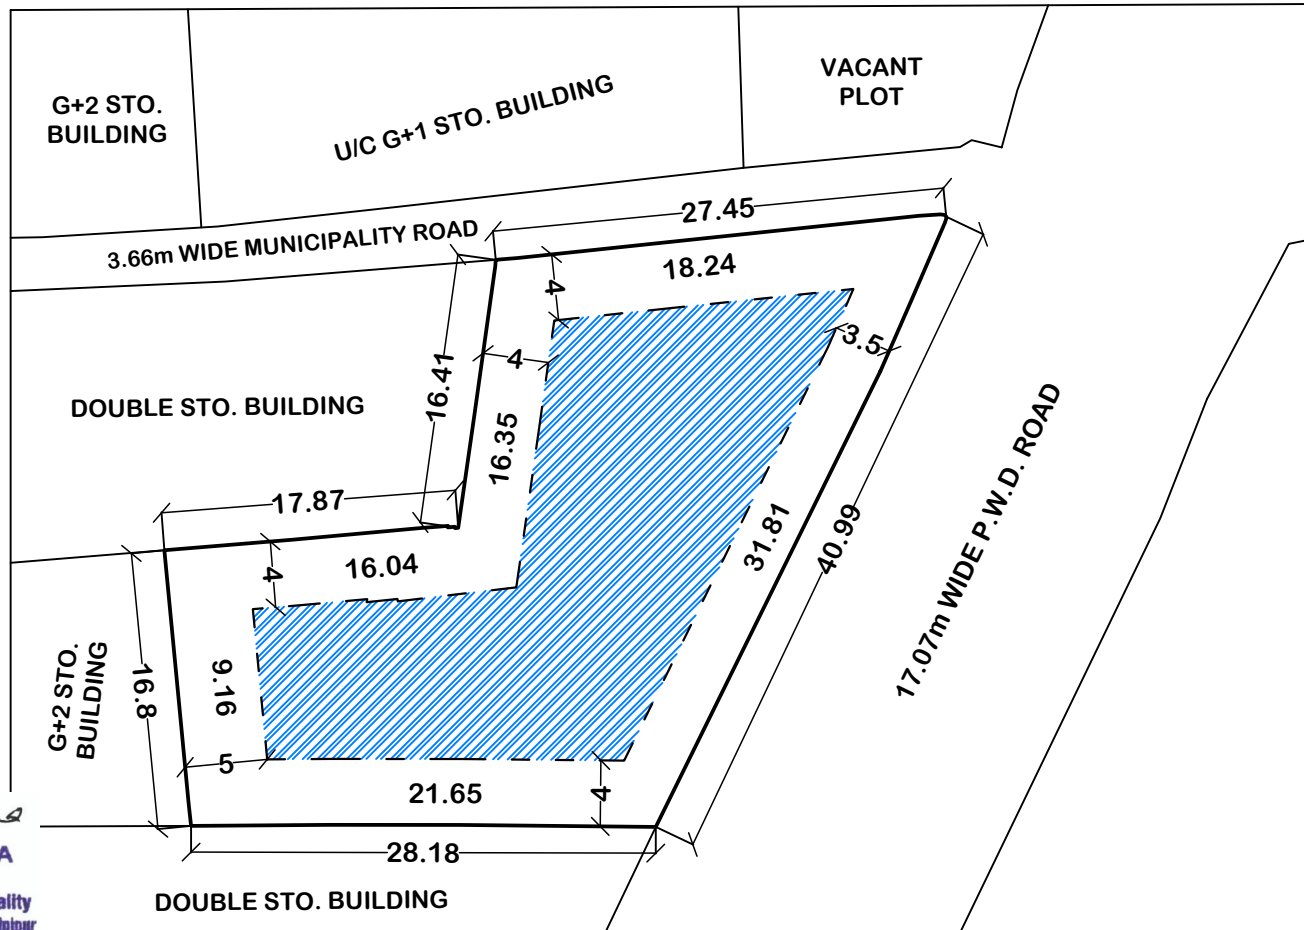 G+2 STO.
BUILDING
U/C G+1 STO. BUILDING
VACANT
PLOT
3.66m WIDE MUNICIPALITY ROAD
27.45
18.24
4
3.5
4
16.41
16.35
DOUBLE STO. BUILDING
17.87
17.07m WIDE P.W.D. ROAD
31.81
40.99
4
16.04
G+2 STO.
BUILDING
16.8
9.16
5
21.65
4
28.18
DOUBLE STO. BUILDING
A
ality